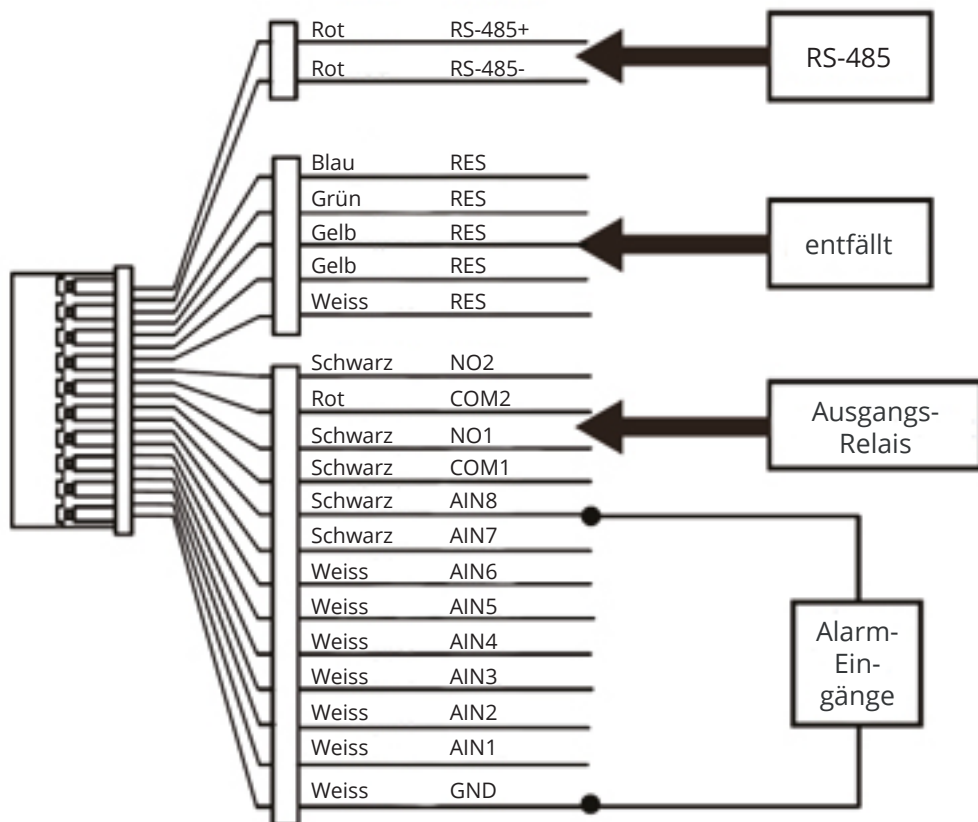 Rot RS-485+
Rot RS-485-
RS-485
Blau RES
Grün RES
Gelb RES
Gelb RES
Weiss RES
entfällt
Schwarz NO2
Rot COM2
Schwarz NO1
Schwarz COM1
Ausgangs-
Relais
Schwarz AIN8
Schwarz AIN7
Weiss AIN6
Weiss AIN5
Weiss AIN4
Weiss AIN3
Weiss AIN2
Weiss AIN1
Weiss GND
Alarm-
Ein-
gänge